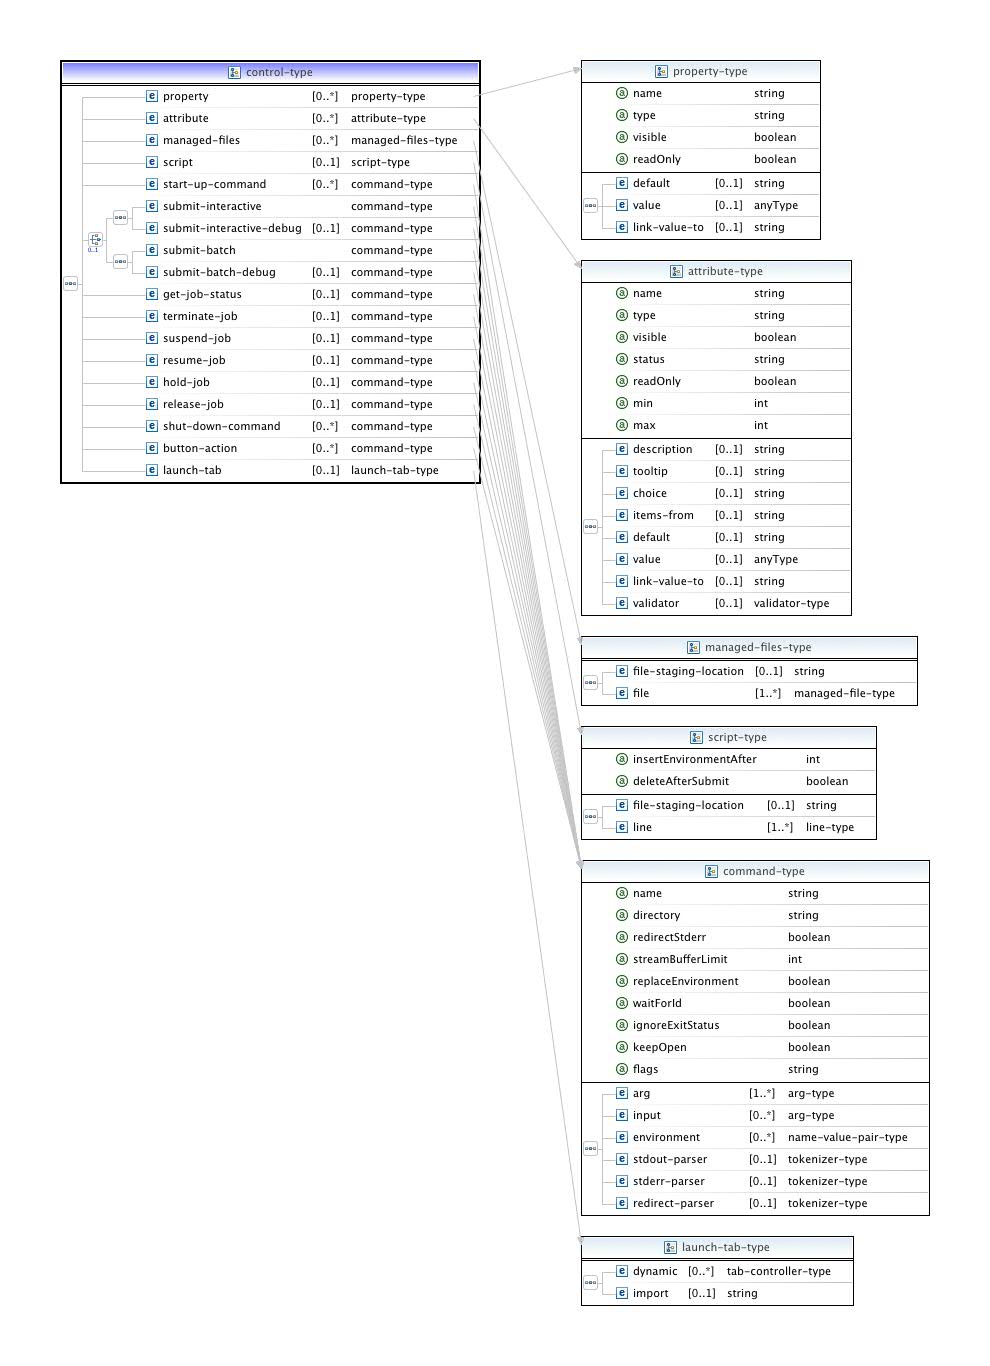 control-type
e property [0..*] property-type
e attribute [0..*] attribute-type
e managed-files [0..*] managed-files-type
e script [0..1] script-type
e start-up-command [0..*] command-type
e submit-interactive command-type
e submit-interactive-debug [0..1] command-type
0..1
e submit-batch command-type
e submit-batch-debug [0..1] command-type
e get-job-status [0..1] command-type
e terminate-job [0..1] command-type
e suspend-job [0..1] command-type
e resume-job [0..1] command-type
e hold-job [0..1] command-type
e release-job [0..1] command-type
e shut-down-command [0..*] command-type
e button-action [0..*] command-type
e launch-tab [0..1] launch-tab-type
property-type
a name string
a type string
a visible boolean
a readOnly boolean
e default [0..1] string
e value [0..1] anyType
e link-value-to [0..1] string
attribute-type
a name string
a type string
a visible boolean
a status string
a readOnly boolean
a min int
a max int
e description [0..1] string
e tooltip [0..1] string
e choice [0..1] string
e items-from [0..1] string
e default [0..1] string
e value [0..1] anyType
e link-value-to [0..1] string
e validator [0..1] validator-type
managed-files-type
e file-staging-location [0..1] string
e file [1..*] managed-file-type
script-type
a insertEnvironmentAfter int
a deleteAfterSubmit boolean
e file-staging-location [0..1] string
e line [1..*] line-type
command-type
a name string
a directory string
a redirectStderr boolean
a streamBufferLimit int
a replaceEnvironment boolean
a waitForId boolean
a ignoreExitStatus boolean
a keepOpen boolean
a flags string
e arg [1..*] arg-type
e input [0..*] arg-type
e environment [0..*] name-value-pair-type
e stdout-parser [0..1] tokenizer-type
e stderr-parser [0..1] tokenizer-type
e redirect-parser [0..1] tokenizer-type
launch-tab-type
e dynamic [0..*] tab-controller-type
e import [0..1] string